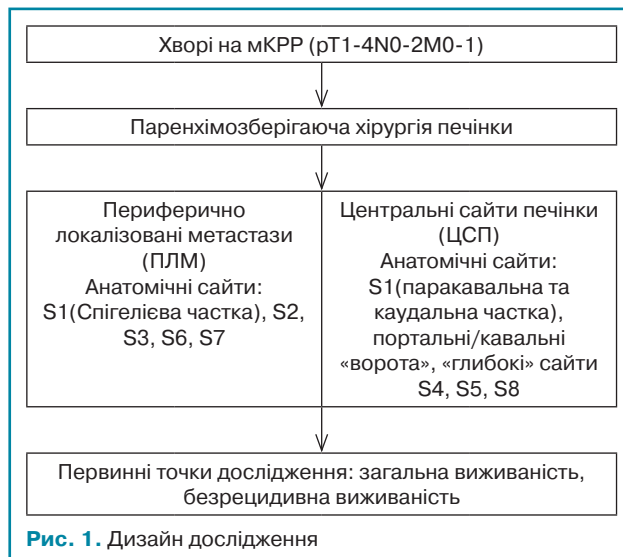 Хворі на мКРР (pT1-4N0-2M0-1)
Паренхімозберігаюча хірургія печінки
Периферично
локалізовані метастази
(ПЛМ)
Анатомічні сайти:
S1(Спігелієва частка), S2,
S3, S6, S7
Центральні сайти печінки
(ЦСП)
Анатомічні сайти:
S1(паракавальна та
каудальна частка),
портальні/кавальні
«ворота», «глибокі» сайти
S4, S5, S8
Первинні точки дослідження: загальна виживаність,
безрецидивна виживаність
Рис. 1. Дизайн дослідження